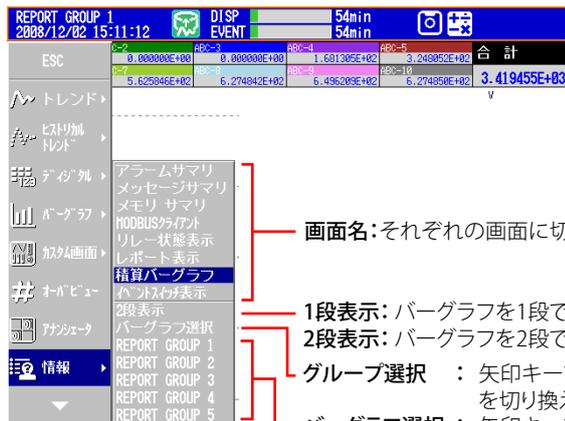 REPORT GROUP 1
2008/12/02 15:11:12
DISP 54min
EVENT 54min
ESC
C-2 ABC-3 ABC-4 ABC-5 合 計
0.000000E+00 0.000000E+00 1.681305E+02 3.248052E+02
C-7 ABC-8 ABC-9 ABC-10
5.625846E+02 6.274842E+02 6.496209E+02 6.274850E+02 3.419455E+03
V
トレンド
ヒストリカル
トレンド
デジタル
バーグラフ
カスタム画面
オーバビュー
アナンシェータ
情報
アラームサマリ
メッセージサマリ
メモリ サマリ
MODBUSクライアント
リレー状態表示
レポート表示
積算バーグラフ
イベントスイッチ表示
2段表示
バーグラフ選択
REPORT GROUP 1
REPORT GROUP 2
REPORT GROUP 3
REPORT GROUP 4
REPORT GROUP 5
画面名:それぞれの画面に切
1段表示:バーグラフを1段で
2段表示:バーグラフを2段で
グループ選択 : 矢印キー
を切り換え
バーグラフ選択 : 矢印キー